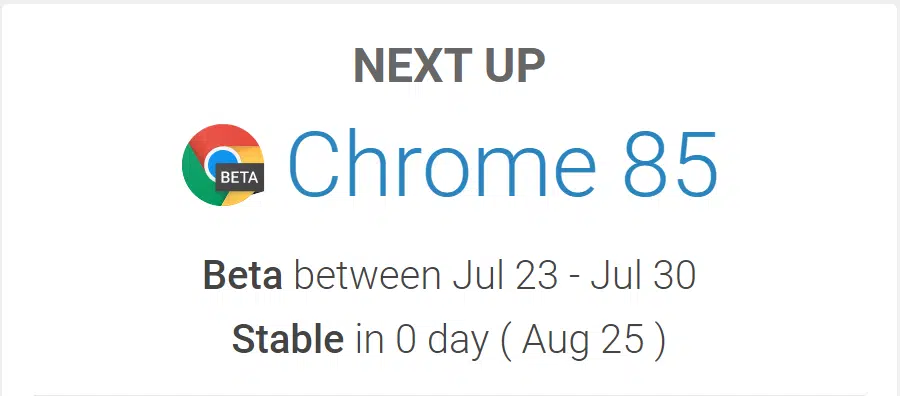 NEXT UP
BETA
Chrome 85
Beta between Jul 23 - Jul 30
Stable in 0 day ( Aug 25 )